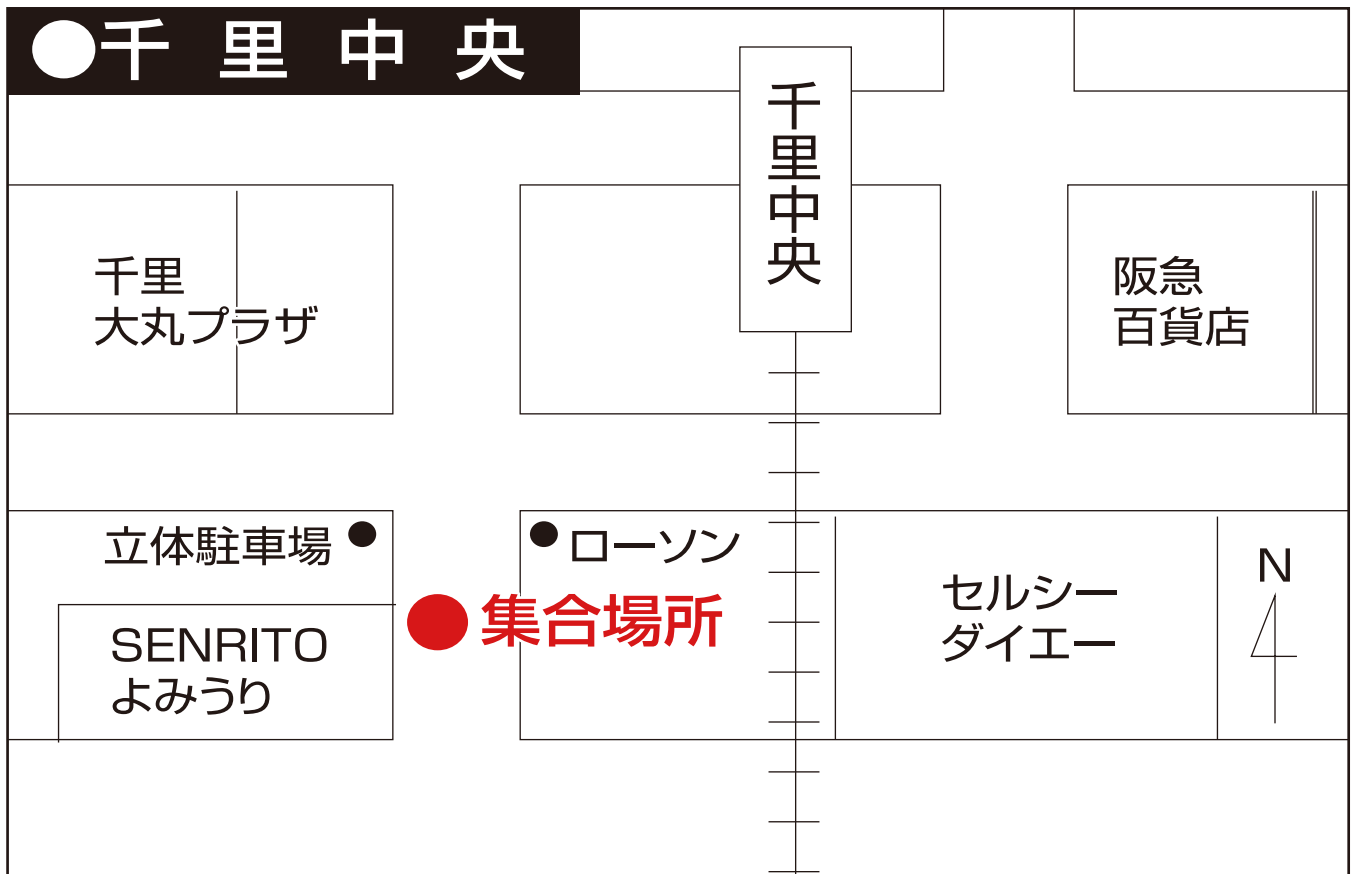 ●千里中央
千里中央
千里
大丸プラザ
阪急
百貨店
立体駐車場
ローソン
集合場所
SENRITO
よみうり
セルシー
ダイエー
N